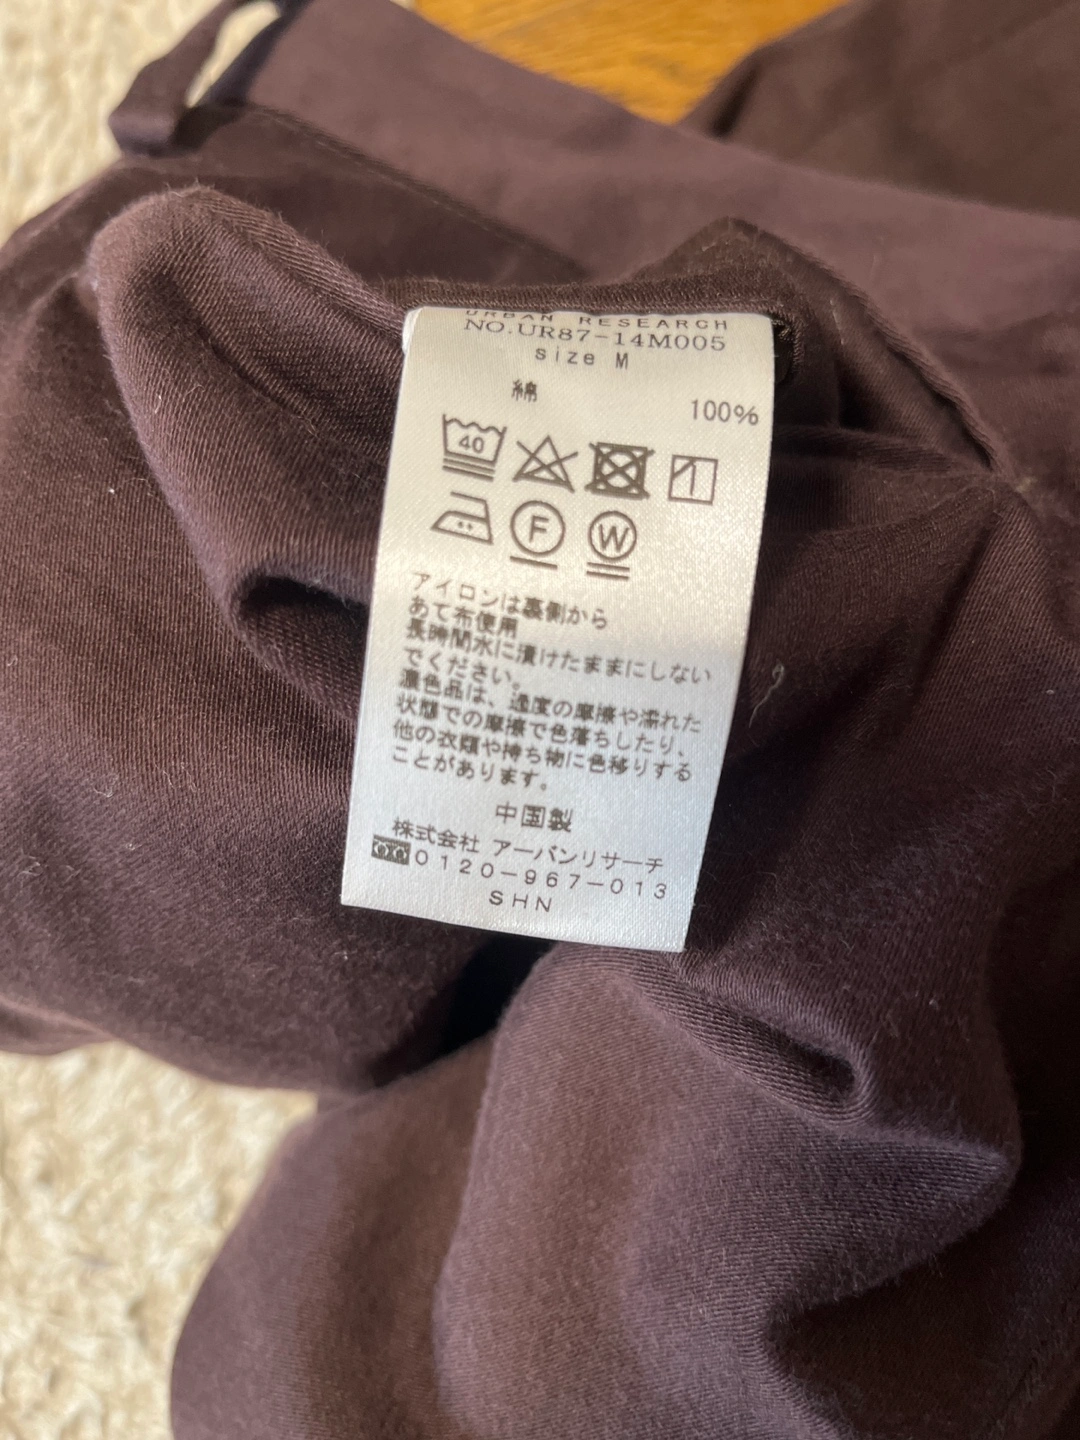 URBAN RESEARCH
NO.UR87-14M005
size M
綿
100%
40
F
W
アイロンは裏側から
あて布使用
長時間水に漬けたままにしない
でください。
濃色品は、過度の摩擦や濡れた
状態での摩擦で色落ちしたり、
他の衣類や持ち物に色移りする
ことがあります。
中国製
株式会社 アーバンリサーチ
0120-967-013
SHN